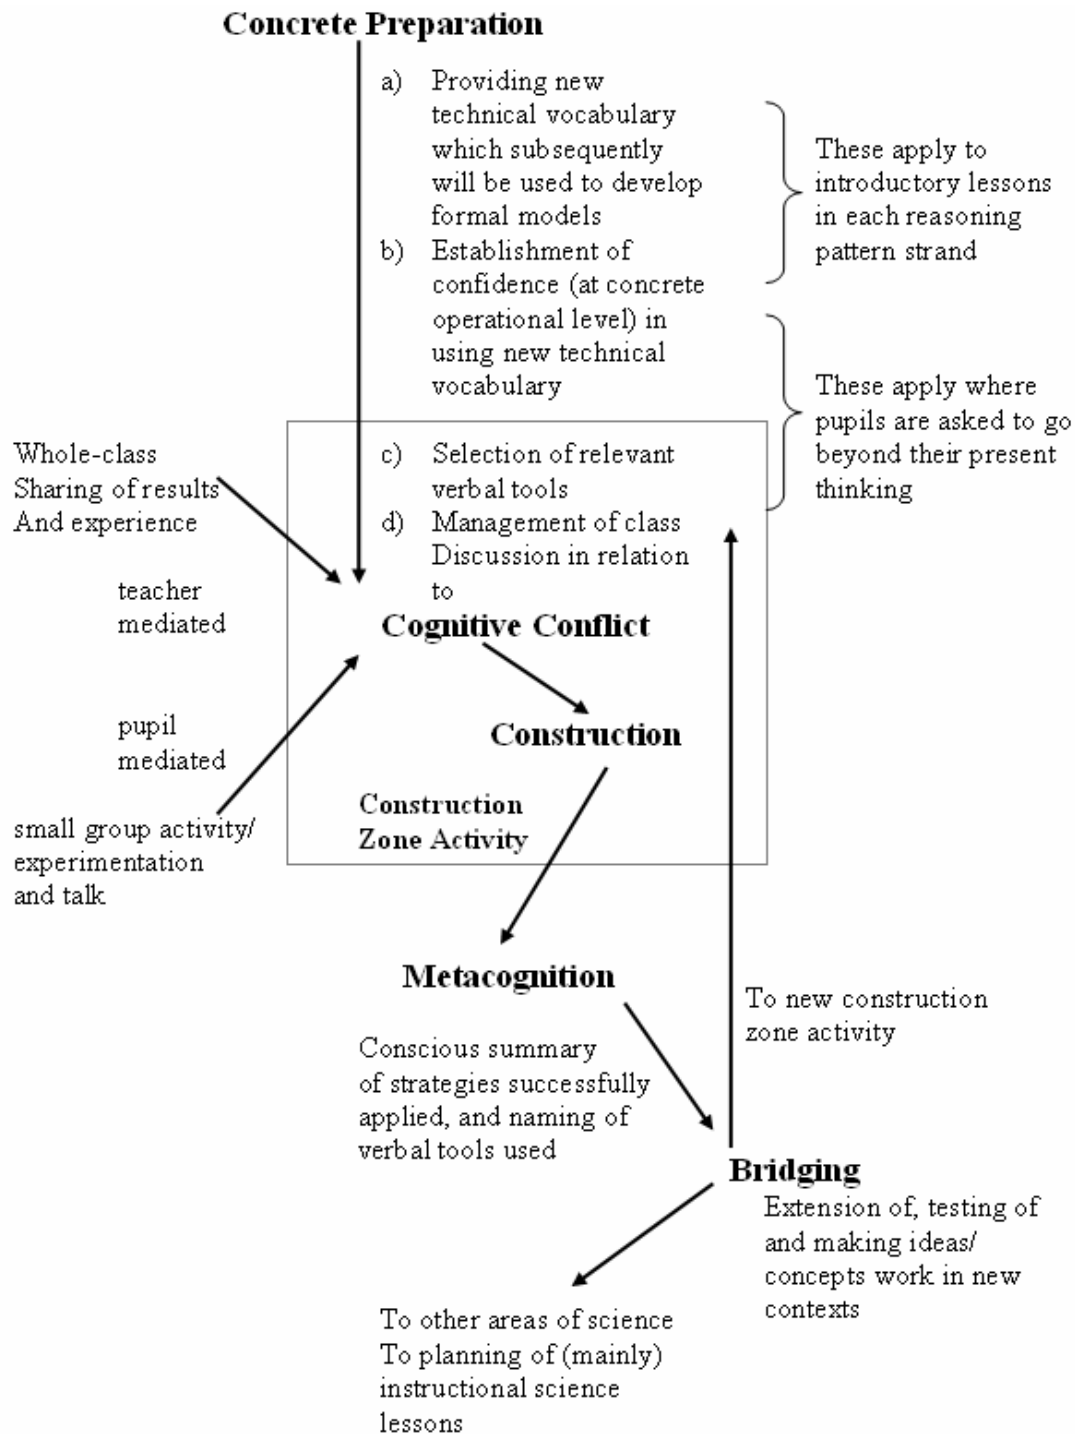 Concrete Preparation
a) Providing new
technical vocabulary
which subsequently
will be used to develop
formal models
b) Establishment of
confidence (at concrete
operational level) in
using new technical
vocabulary
These apply to
introductory lessons
in each reasoning
pattern strand
These apply where
pupils are asked to go
beyond their present
thinking
Whole-class
Sharing of results
And experience
c) Selection of relevant
verbal tools
d) Management of class
Discussion in relation
to
teacher
mediated
Cognitive Conflict
pupil
mediated
Construction
small group activity/
experimentation
and talk
Construction
Zone Activity
Metacognition
Conscious summary
of strategies successfully
applied, and naming of
verbal tools used
To new construction
zone activity
Bridging
Extension of, testing of
and making ideas/
concepts work in new
contexts
To other areas of science
To planning of (mainly)
instructional science
lessons